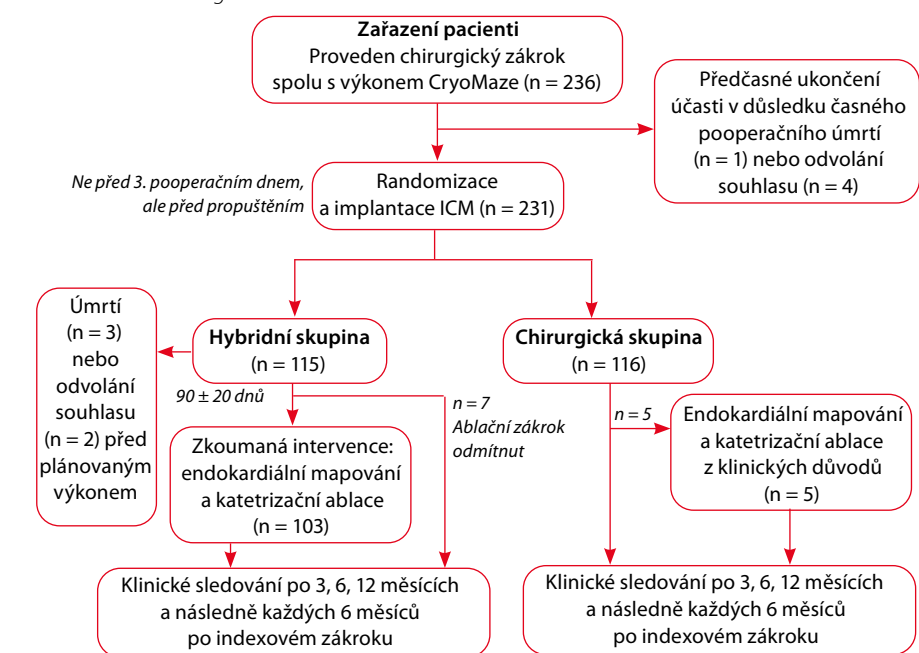 Zařazení pacienti
Proveden chirurgický zákrok
spolu s výkonem CryoMaze (n = 236)
Předčasné ukončení
účasti v důsledku časného
pooperačního úmrtí
(n = 1) nebo odvolání
souhlasu (n = 4)
Ne před 3. pooperačním dnem,
ale před propuštěním
Randomizace
a implantace ICM (n = 231)
Úmrtí
(n = 3)
nebo
odvolání
souhlasu
(n = 2) před
plánovaným
výkonem
Hybridní skupina
(n = 115)
Chirurgická skupina
(n = 116)
90 ± 20 dnů
n = 7
Ablační zákrok
odmítnut
n = 5
Zkoumaná intervence:
endokardiální mapování
a katetrizační ablace
(n = 103)
Endokardiální mapování
a katetrizační ablace
z klinických důvodů
(n = 5)
Klinické sledování po 3, 6, 12 měsících
a následně každých 6 měsíců
po indexovém zákroku
Klinické sledování po 3, 6, 12 měsících
a následně každých 6 měsíců
po indexovém zákroku